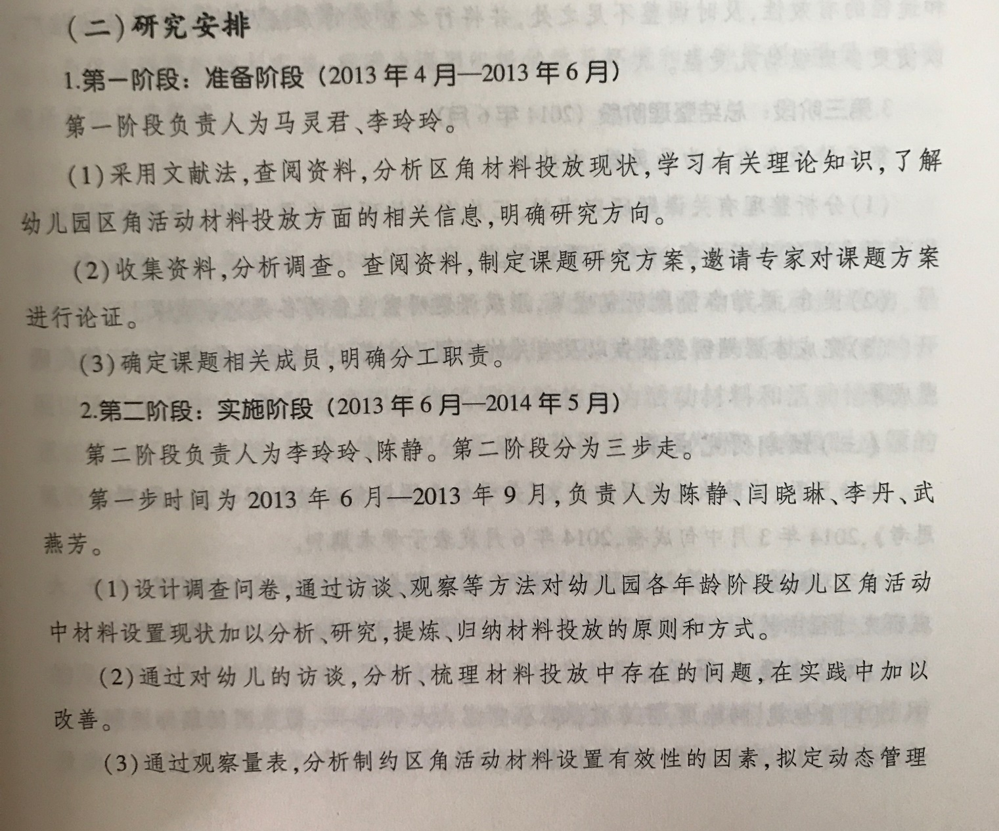 (二)研究安排
1.第一阶段：准备阶段（2013年4月—2013年6月）
第一阶段负责人为马灵君、李玲玲。
(1)采用文献法,查阅资料,分析区角材料投放现状,学习有关理论知识,了解
幼儿园区角活动材料投放方面的相关信息,明确研究方向。
(2)收集资料,分析调查。查阅资料,制定课题研究方案,邀请专家对课题方案
进行论证。
(3)确定课题相关成员,明确分工职责。
2.第二阶段：实施阶段（2013年6月—2014年5月）
第二阶段负责人为李玲玲、陈静。第二阶段分为三步走。
第一步时间为 2013 年 6 月—2013 年 9 月,负责人为陈静、闫晓琳、李丹、武
燕芳。
(1)设计调查问卷,通过访谈、观察等方法对幼儿园各年龄阶段幼儿区角活动
中材料设置现状加以分析、研究,提炼、归纳材料投放的原则和方式。
(2)通过对幼儿的访谈,分析、梳理材料投放中存在的问题,在实践中加以
改善。
(3)通过观察量表,分析制约区角活动材料设置有效性的因素,拟定动态管理